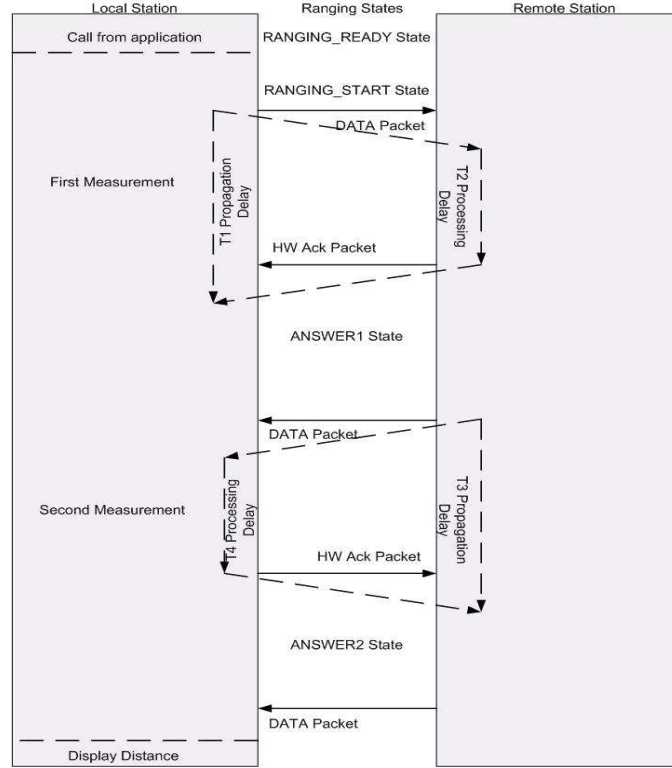 Local Station
Ranging States
Remote Station
Call from application
RANGING_READY State
RANGING_START State
DATA Packet
First Measurement
T1 Propagation
Delay
T2 Processing
Delay
HW Ack Packet
ANSWER1 State
DATA Packet
Second Measurement
T4 Processing
Delay
T3 Propagation
Delay
HW Ack Packet
ANSWER2 State
DATA Packet
Display Distance